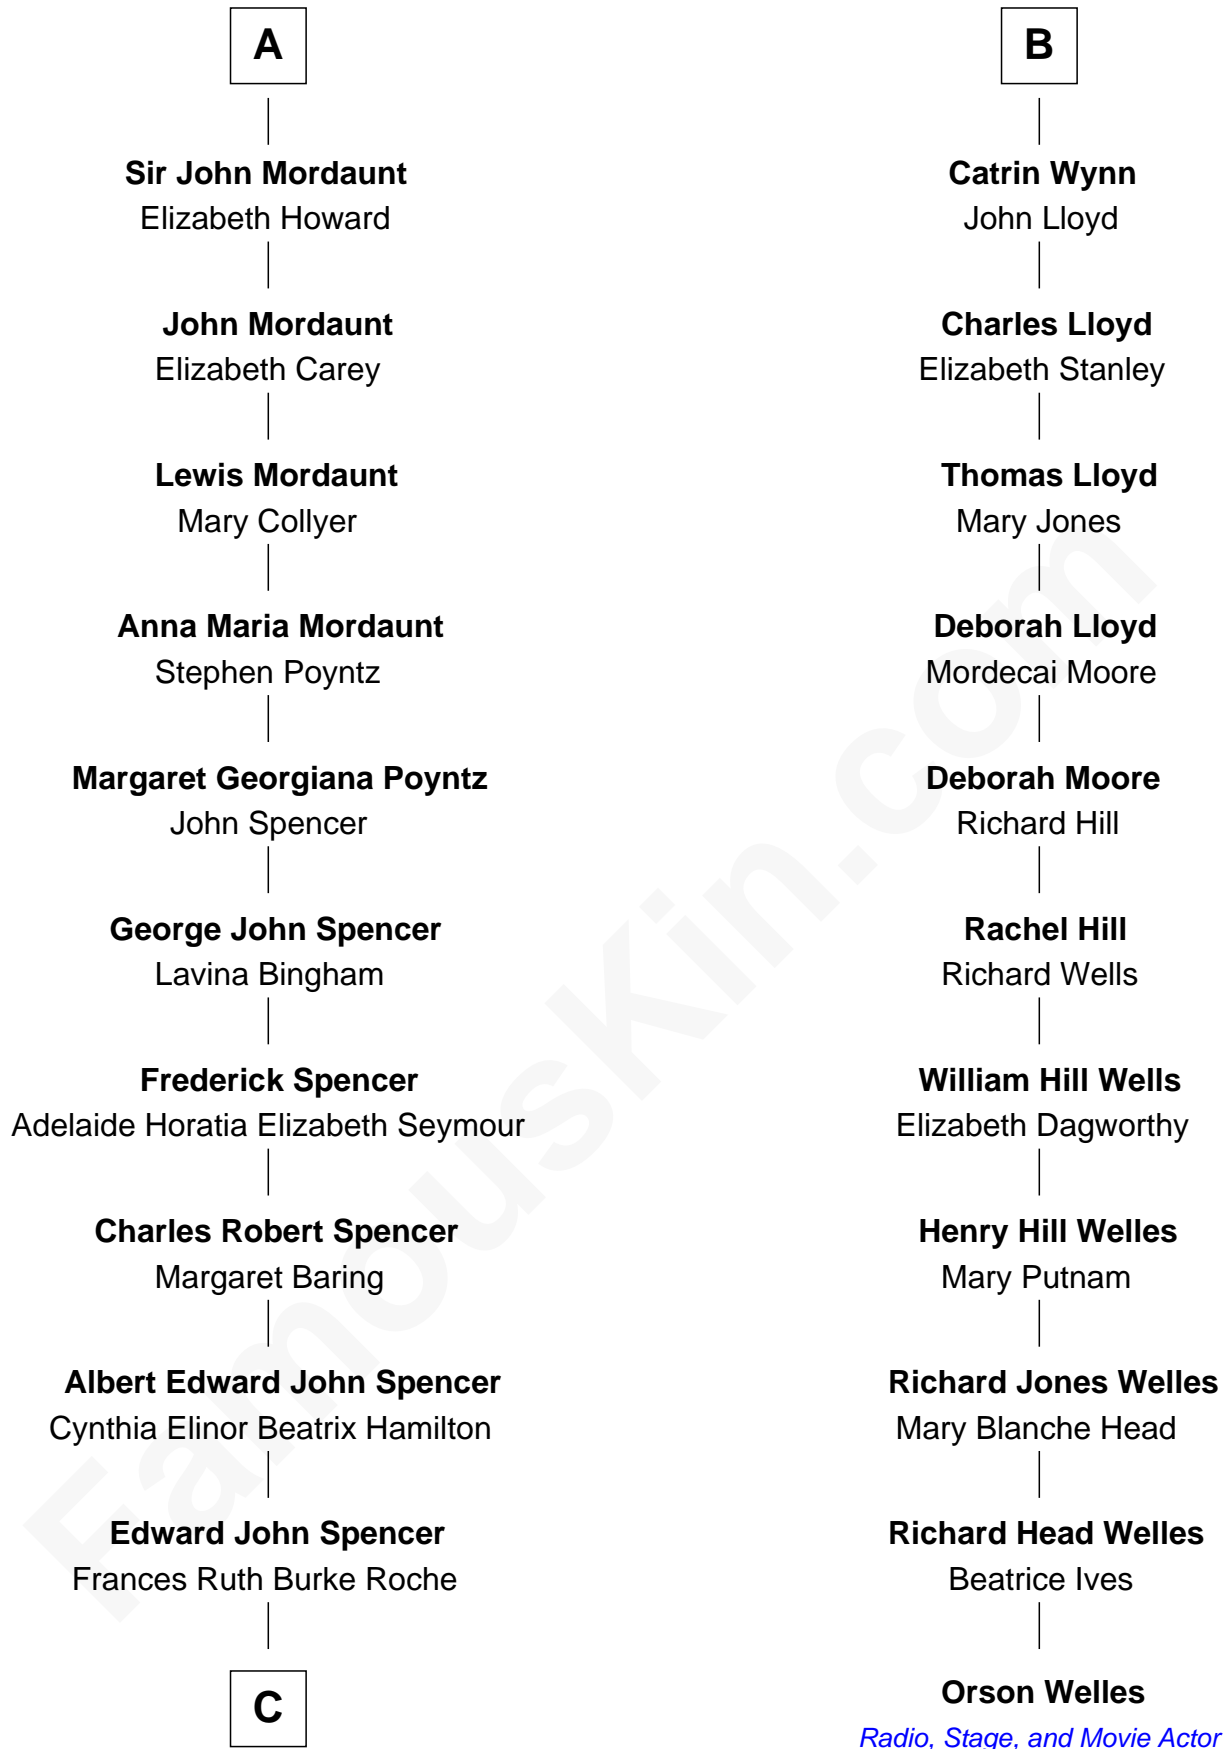 A
Sir John Mordaunt
Elizabeth Howard
John Mordaunt
Elizabeth Carey
Lewis Mordaunt
Mary Collyer
Anna Maria Mordaunt
Stephen Poyntz
Margaret Georgiana Poyntz
John Spencer
George John Spencer
Lavina Bingham
Frederick Spencer
Adelaide Horatia Elizabeth Seymour
Charles Robert Spencer
Margaret Baring
Albert Edward John Spencer
Cynthia Elinor Beatrix Hamilton
Edward John Spencer
Frances Ruth Burke Roche
C
B
Catrin Wynn
John Lloyd
Charles Lloyd
Elizabeth Stanley
Thomas Lloyd
Mary Jones
Deborah Lloyd
Mordecai Moore
Deborah Moore
Richard Hill
Rachel Hill
Richard Wells
William Hill Wells
Elizabeth Dagworthy
Henry Hill Welles
Mary Putnam
Richard Jones Welles
Mary Blanche Head
Richard Head Welles
Beatrice Ives
Orson Welles
Radio, Stage, and Movie Actor
FamousKin.com